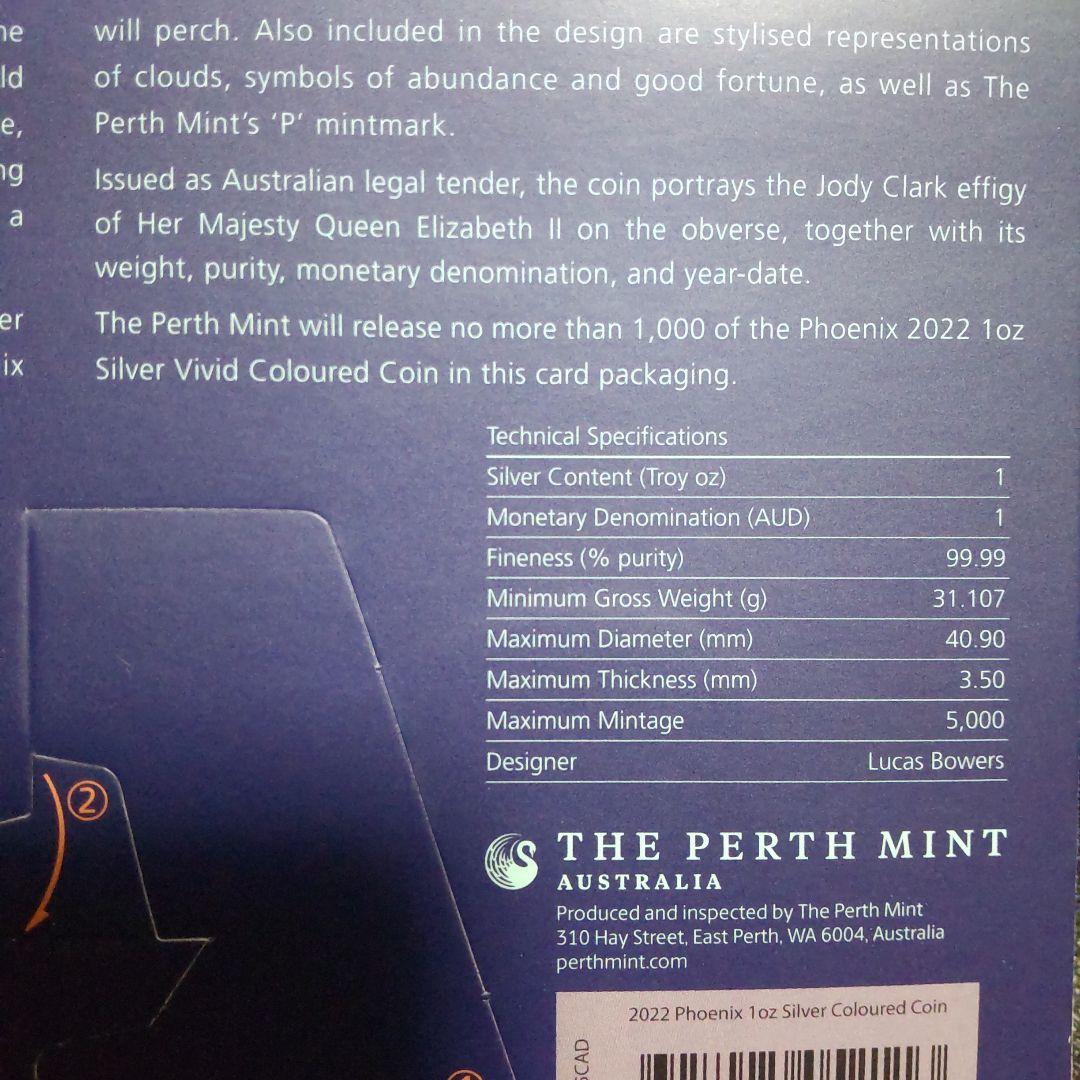 ne
ld
e,
ng
a
er
ix
will perch. Also included in the design are stylised representations
of clouds, symbols of abundance and good fortune, as well as The
Perth Mint's 'P' mintmark.
Issued as Australian legal tender, the coin portrays the Jody Clark effigy
of Her Majesty Queen Elizabeth II on the obverse, together with its
weight, purity, monetary denomination, and year-date.
The Perth Mint will release no more than 1,000 of the Phoenix 2022 1oz
Silver Vivid Coloured Coin in this card packaging.
Technical Specifications
Silver Content (Troy oz) 1
Monetary Denomination (AUD) 1
Fineness (% purity) 99.99
Minimum Gross Weight (g) 31.107
Maximum Diameter (mm) 40.90
Maximum Thickness (mm) 3.50
Maximum Mintage 5,000
Designer Lucas Bowers
2
THE PERTH MINT
AUSTRALIA
Produced and inspected by The Perth Mint
310 Hay Street, East Perth, WA 6004, Australia
perthmint.com
2022 Phoenix 1oz Silver Coloured Coin
SCAD